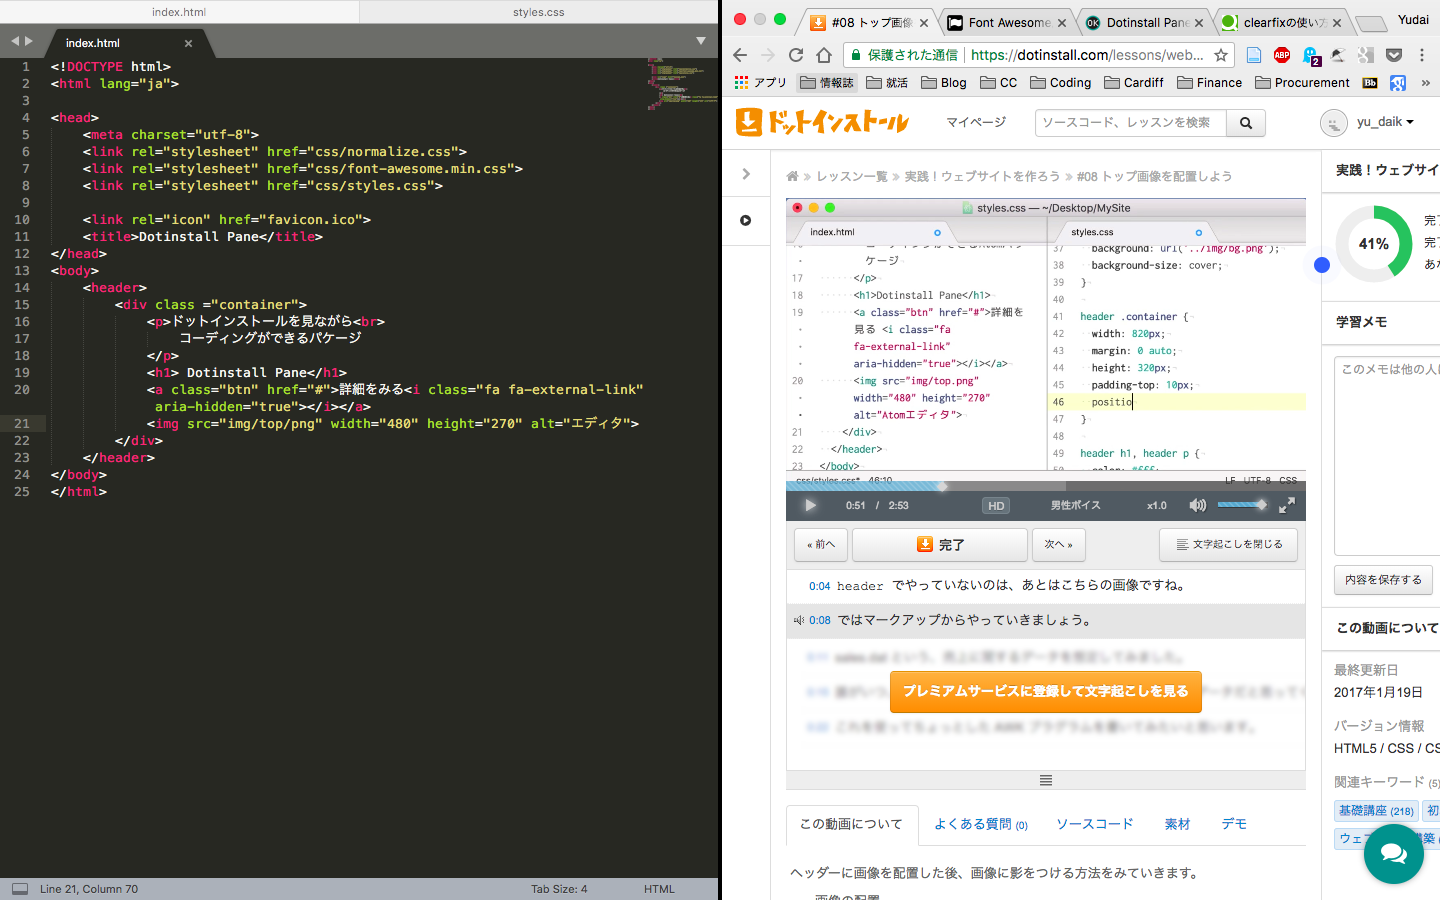 index.html
styles.css
index.html
1 <!DOCTYPE html>
2 <html lang="ja">
3
4 <head>
5 <meta charset="utf-8">
6 <link rel="stylesheet" href="css/normalize.css">
7 <link rel="stylesheet" href="css/font-awesome.min.css">
8 <link rel="stylesheet" href="css/styles.css">
9
10 <link rel="icon" href="favicon.ico">
11 <title>Dotinstall Pane</title>
12 </head>
13 <body>
14 <header>
15 <div class ="container">
16 <p>ドットインストールを見ながら<br>
17 コーディングができるパケージ
18 </p>
19 <h1> Dotinstall Pane</h1>
20 <a class="btn" href="#">詳細をみる<i class="fa fa-external-link"
aria-hidden="true"></i></a>
21 <img src="img/top/png" width="480" height="270" alt="エディタ">
22 </div>
23 </header>
24 </body>
25 </html>
Line 21, Column 70
Tab Size: 4
HTML
#08 トップ画像
Font Awesome,
Dotinstall Pane
clearfixの使い方
Yudai
保護された通信
https://dotinstall.com/lessons/web...
ABP
2
アプリ
情報誌
就活
Blog
CC
Coding
Cardiff
Finance
Procurement
Bb
»
ドットインストール
マイページ
ソースコード、レッスンを検索
yu_daik
» レッスン一覧 » 実践！ウェブサイトを作ろう » #08 トップ画像を配置しよう
styles.css — ~/Desktop/MySite
index.html
ケージ
17 </p>
18 <h1>Dotinstall Pane</h1>
19 <a class="btn" href="#">詳細を
見る <i class="fa
fa-external-link"
aria-hidden="true"></i></a>
20 <img src="img/top.png"
width="480" height="270"
alt="Atomエディタ">
21 </div>
22 </header>
23 </body>
styles.css
37 background: url('../img/bg.png');
38 background-size: cover;
39 }
40
41 header .container {
42 width: 820px;
43 margin: 0 auto;
44 height: 320px;
45 padding-top: 10px;
46 positio
47 }
48
49 header h1, header p {
50 color: #fff;
css/styles.css* 46:10
LF UTF-8 CSS
0:51 / 2:53
HD
男性ボイス
x1.0
« 前へ
完了
次へ »
文字起こしを閉じる
0:04 header でやっていないのは、あとはこちらの画像ですね。
0:08 ではマークアップからやっていきましょう。
プレミアムサービスに登録して文字起こしを見る
この動画について
よくある質問 (0)
ソースコード
素材
デモ
ヘッダーに画像を配置した後、画像に影をつける方法をみていきます。
画像の配置
実践！ウェブサイ
41%
完了
完了
あな
学習メモ
このメモは他の人に
内容を保存する
この動画について
最終更新日
2017年1月19日
バージョン情報
HTML5 / CSS / CS
関連キーワード (5)
基礎講座 (218)
初
ウェブ
築